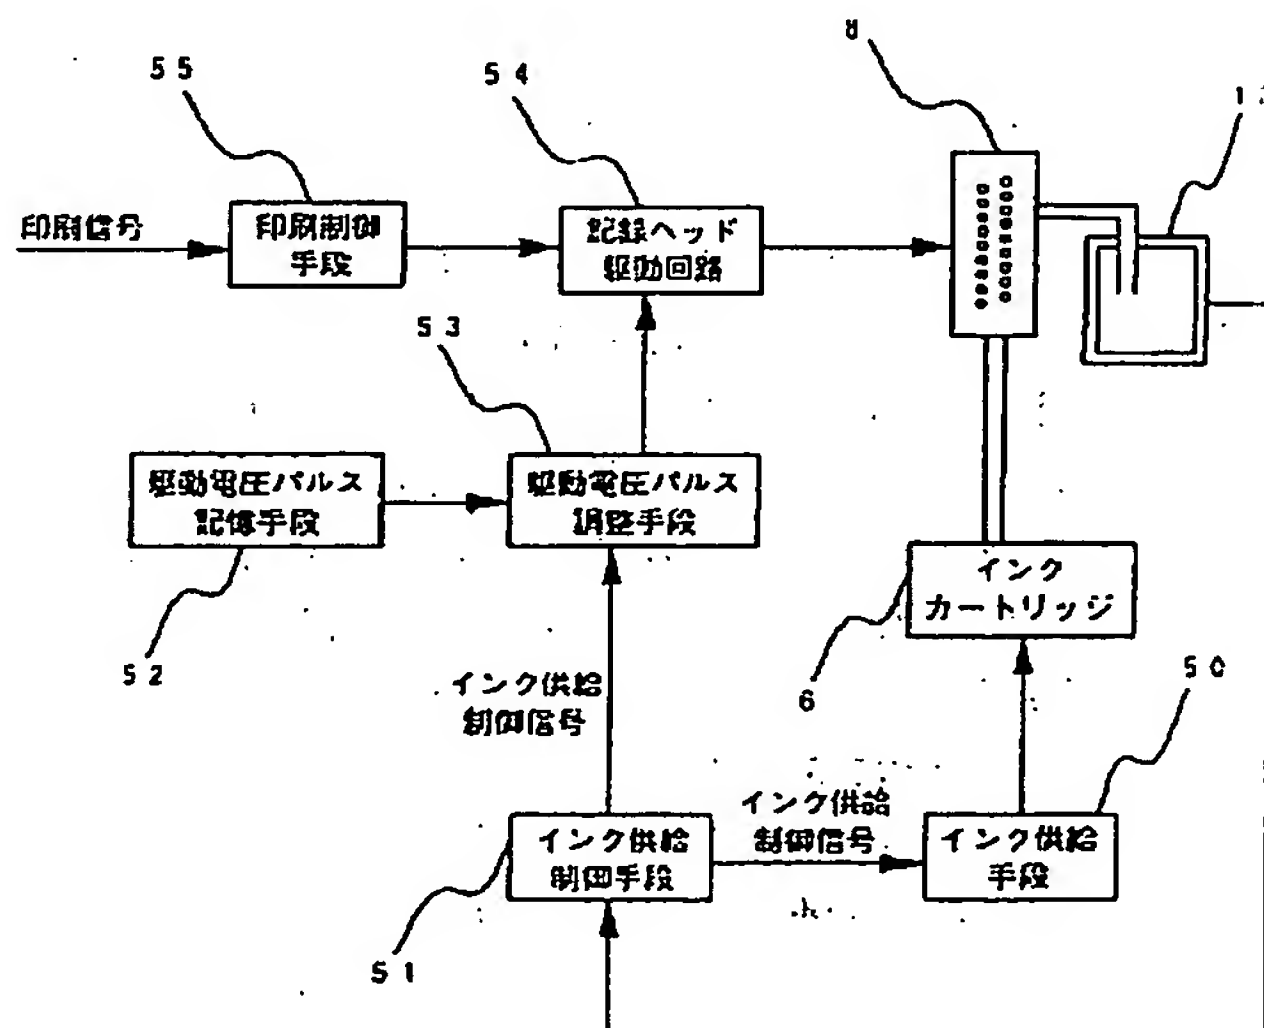 55
54
8
印刷信号
印刷制御
手段
記録ヘッド
駆動回路
53
駆動電圧パルス
記憶手段
駆動電圧パルス
調整手段
インク
カートリッジ
52
6
50
インク供給
制御信号
インク供給
制御信号
インク供給
制御手段
インク供給
手段
51